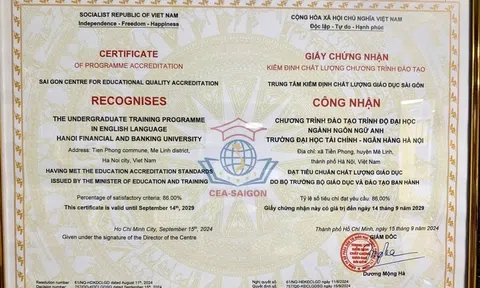 SOCIALIST REPUBLIC OF VIET NAM
Independence - Freedom - Happiness
CERTIFICATE
OF PROGRAMME ACCREDITATION
SAI GON CENTRE FOR EDUCATIONAL QUALITY ACCREDITATION
RECOGNISES
THE UNDERGRADUATE TRAINING PROGRAMME
IN ENGLISH LANGUAGE
HANOI FINANCIAL AND BANKING UNIVERSITY
Address: Tien Phong commune, Me Linh district,
Ha Noi city, Viet Nam
HAVING MET THE EDUCATION ACCREDITATION STANDARDS
ISSUED BY THE MINISTER OF EDUCATION AND TRAINING
Percentage of satisfactory criteria: 86,00%
This certificate is valid until September 14th, 2029
Ho Chi Minh City, September 15th, 2024
Given under the signature of the Director of the Centre
CỘNG HÒA XÃ HỘI CHỦ NGHĨA VIỆT NAM
Độc lập - Tự do - Hạnh phúc
GIẤY CHỨNG NHẬN
KIỂM ĐỊNH CHẤT LƯỢNG CHƯƠNG TRÌNH ĐÀO TẠO
TRUNG TÂM KIỂM ĐỊNH CHẤT LƯỢNG GIÁO DỤC SÀI GÒN
CÔNG NHẬN
CHƯƠNG TRÌNH ĐÀO TẠO TRÌNH ĐỘ ĐẠI HỌC
NGÀNH NGÔN NGỮ ANH
TRƯỜNG ĐẠI HỌC TÀI CHÍNH - NGÂN HÀNG HÀ NỘI
Địa chỉ: xã Tiền Phong, huyện Mê Linh,
thành phố Hà Nội, Việt Nam
ĐẠT TIÊU CHUẨN CHẤT LƯỢNG GIÁO DỤC
DO BỘ TRƯỞNG BỘ GIÁO DỤC VÀ ĐÀO TẠO BAN HÀNH
Tỷ lệ số tiêu chí đạt yêu cầu: 86,00%
Giấy chứng nhận này có giá trị đến ngày 14 tháng 9 năm 2029
Thành phố Hồ Chí Minh, ngày 15 tháng 9 năm 2024
GIÁM ĐỐC
Dương Mộng Hà
CEA-SAIGON